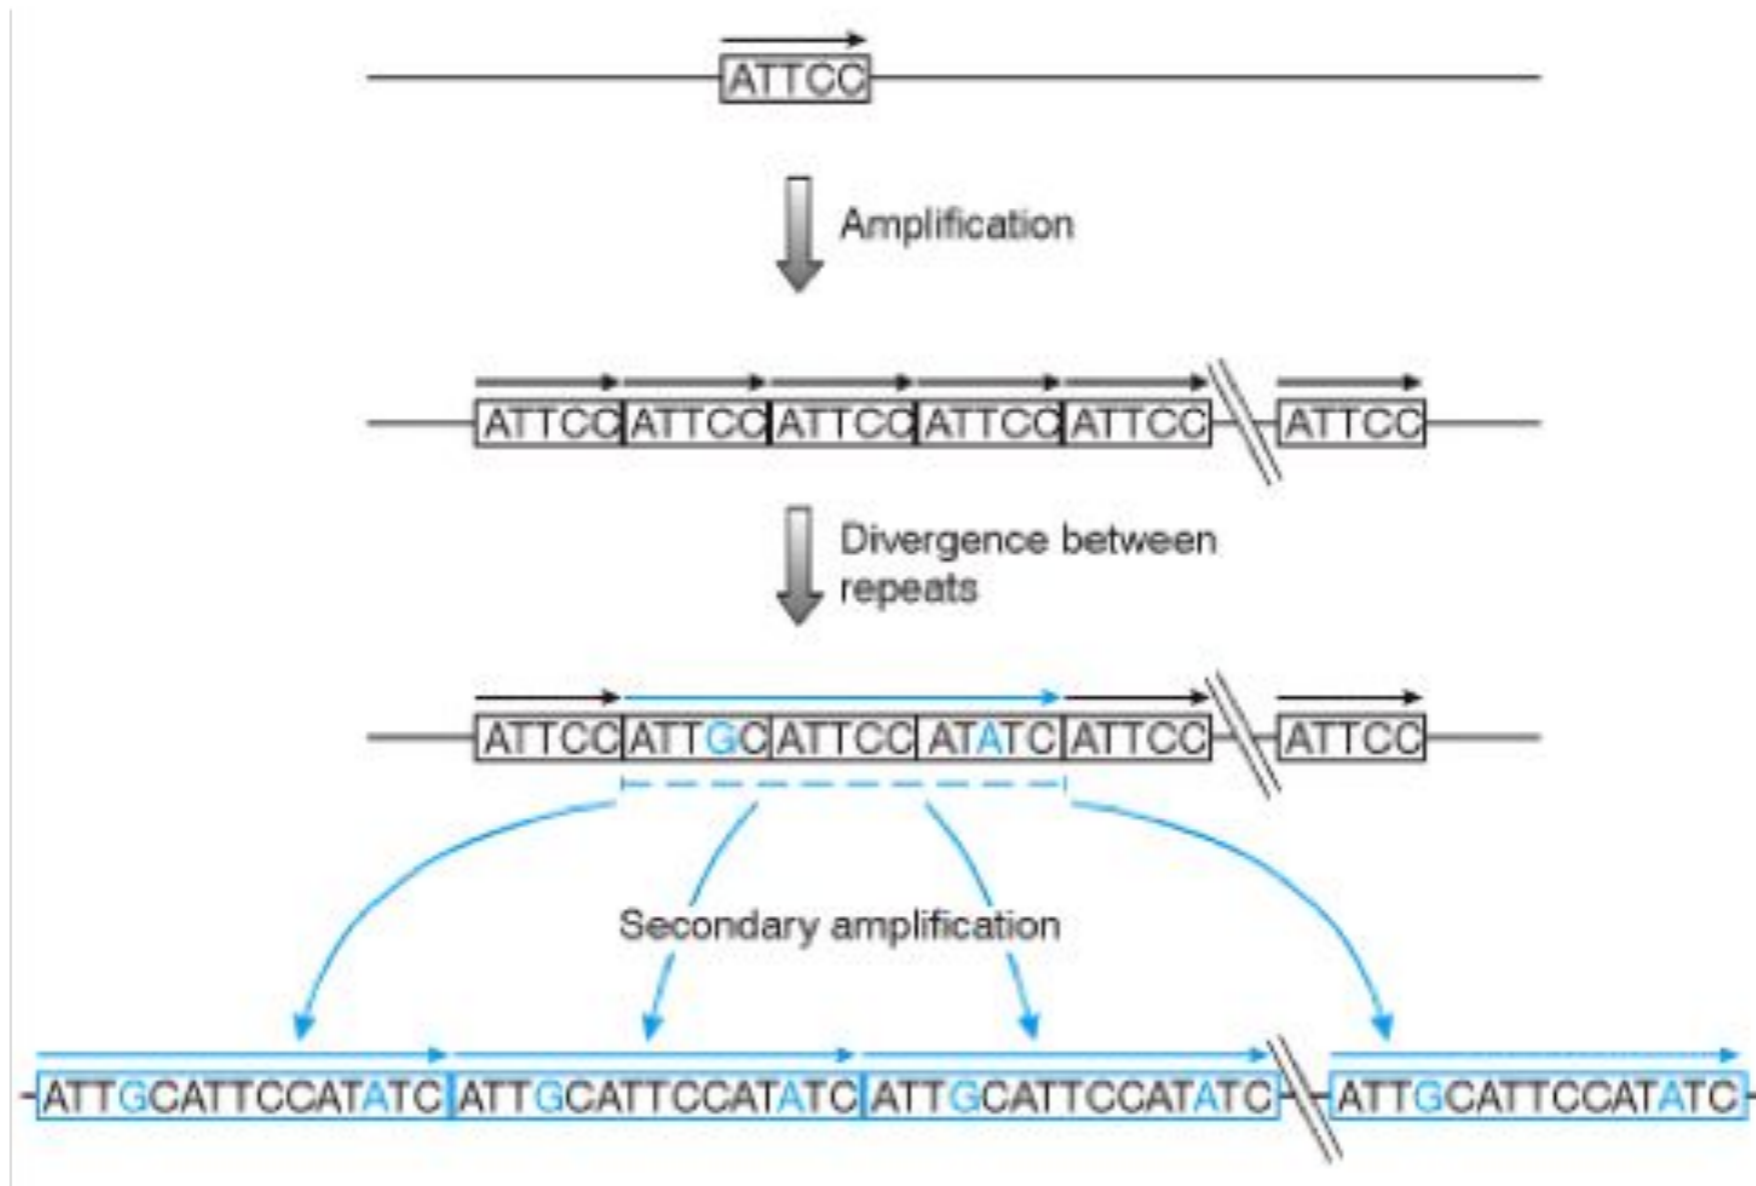 ATTCC
Amplification
ATTCC ATTCC ATTCC ATTCC ATTCC ATTCC
Divergence between
repeats
ATTCC ATTGC ATTCC ATATC ATTCC ATTCC
Secondary amplification
ATTGCATTCCATATC ATTGCATTCCATATC ATTGCATTCCATATC ATTGCATTCCATATC